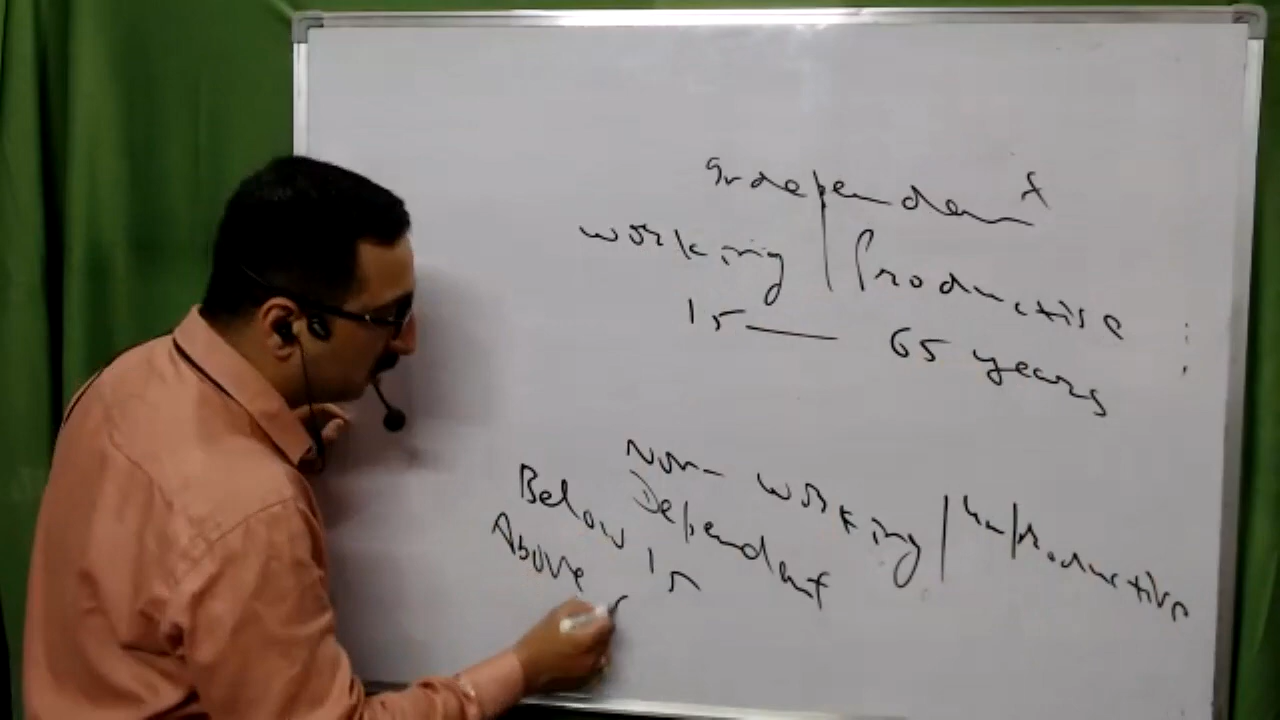 Independent
working / Productive
15 — 65 years
Non-working / Unproductive
Dependent
Below 15
Above